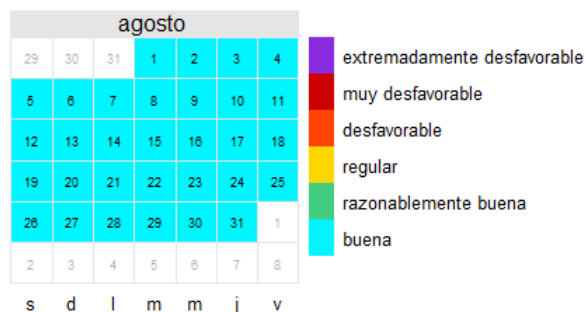 agosto
29 30 31 1 2 3 4
5 6 7 8 9 10 11
12 13 14 15 16 17 18
19 20 21 22 23 24 25
26 27 28 29 30 31 1
2 3 4 5 6 7 8
s d l m m j v
extremadamente desfavorable
muy desfavorable
desfavorable
regular
razonablemente buena
buena